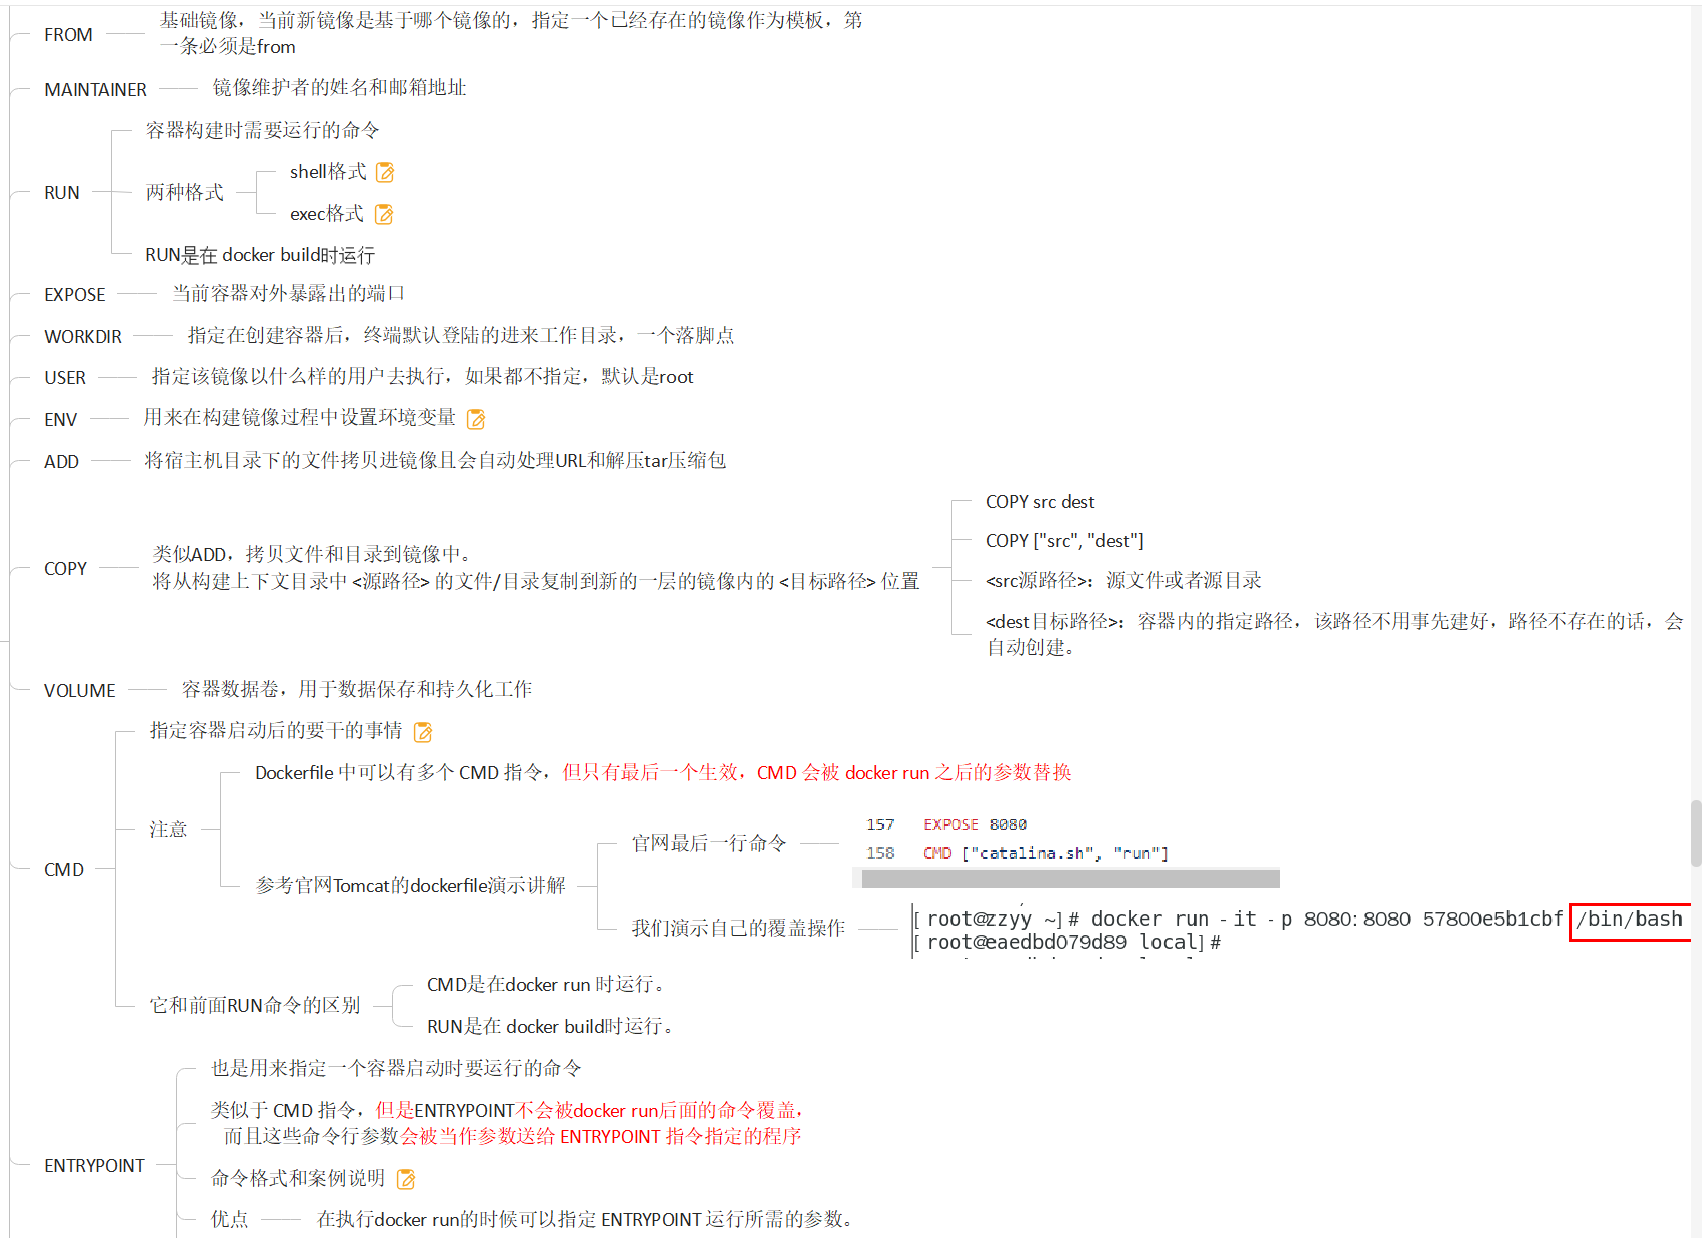 FROM
基础镜像，当前新镜像是基于哪个镜像的，指定一个已经存在的镜像作为模板，第
一条必须是from
MAINTAINER
镜像维护者的姓名和邮箱地址
RUN
容器构建时需要运行的命令
两种格式
shell格式
exec格式
RUN是在 docker build时运行
EXPOSE
当前容器对外暴露出的端口
WORKDIR
指定在创建容器后，终端默认登陆的进来工作目录，一个落脚点
USER
指定该镜像以什么样的用户去执行，如果都不指定，默认是root
ENV
用来在构建镜像过程中设置环境变量
ADD
将宿主机目录下的文件拷贝进镜像且会自动处理URL和解压tar压缩包
COPY
类似ADD，拷贝文件和目录到镜像中。
将从构建上下文目录中 <源路径> 的文件/目录复制到新的一层的镜像内的 <目标路径> 位置
COPY src dest
COPY ["src", "dest"]
<src源路径>：源文件或者源目录
<dest目标路径>：容器内的指定路径，该路径不用事先建好，路径不存在的话，会
自动创建。
VOLUME
容器数据卷，用于数据保存和持久化工作
CMD
指定容器启动后的要干的事情
注意
Dockerfile 中可以有多个 CMD 指令，但只有最后一个生效，CMD 会被 docker run 之后的参数替换
参考官网Tomcat的dockerfile演示讲解
官网最后一行命令
157 EXPOSE 8080
158 CMD ["catalina.sh", "run"]
我们演示自己的覆盖操作
[root@zzyy ~]# docker run -it -p 8080:8080 57800e5b1cbf /bin/bash
[root@eaedbd079d89 local]#
它和前面RUN命令的区别
CMD是在docker run 时运行。
RUN是在 docker build时运行。
ENTRYPOINT
也是用来指定一个容器启动时要运行的命令
类似于 CMD 指令，但是ENTRYPOINT不会被docker run后面的命令覆盖，
而且这些命令行参数会被当作参数送给 ENTRYPOINT 指令指定的程序
命令格式和案例说明
优点
在执行docker run的时候可以指定 ENTRYPOINT 运行所需的参数。